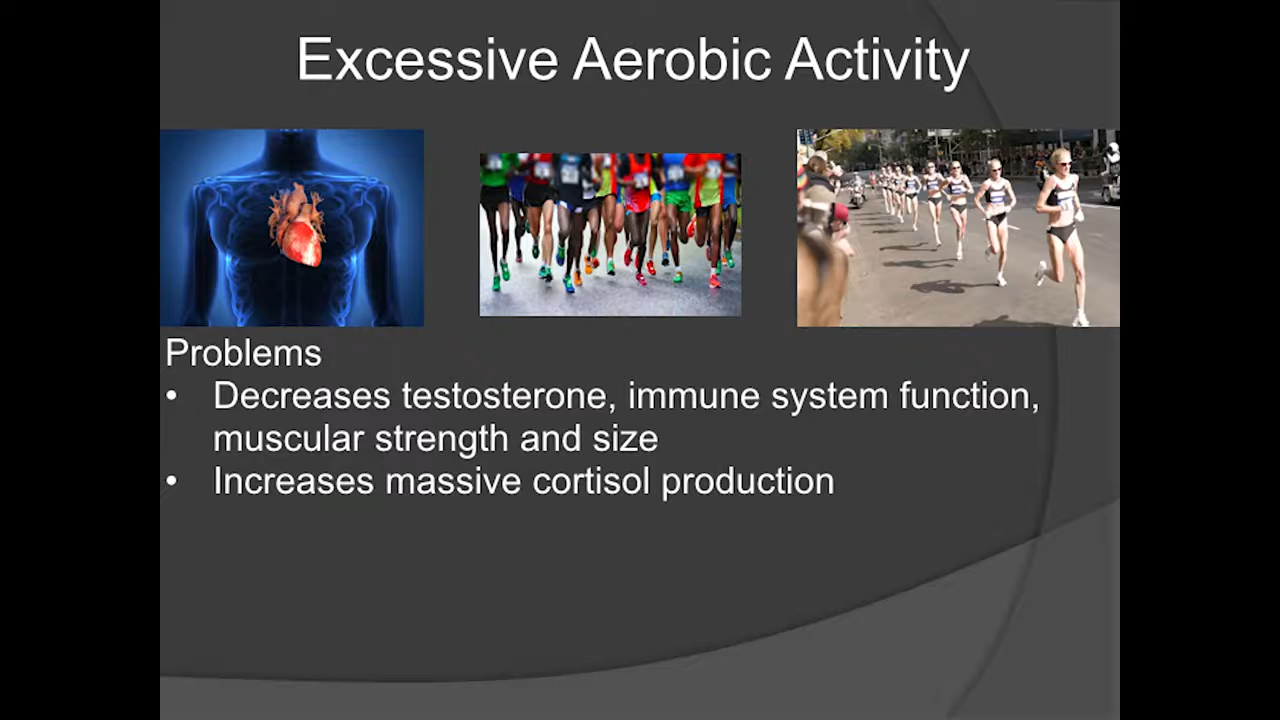 Excessive Aerobic Activity
Problems
• Decreases testosterone, immune system function,
muscular strength and size
• Increases massive cortisol production